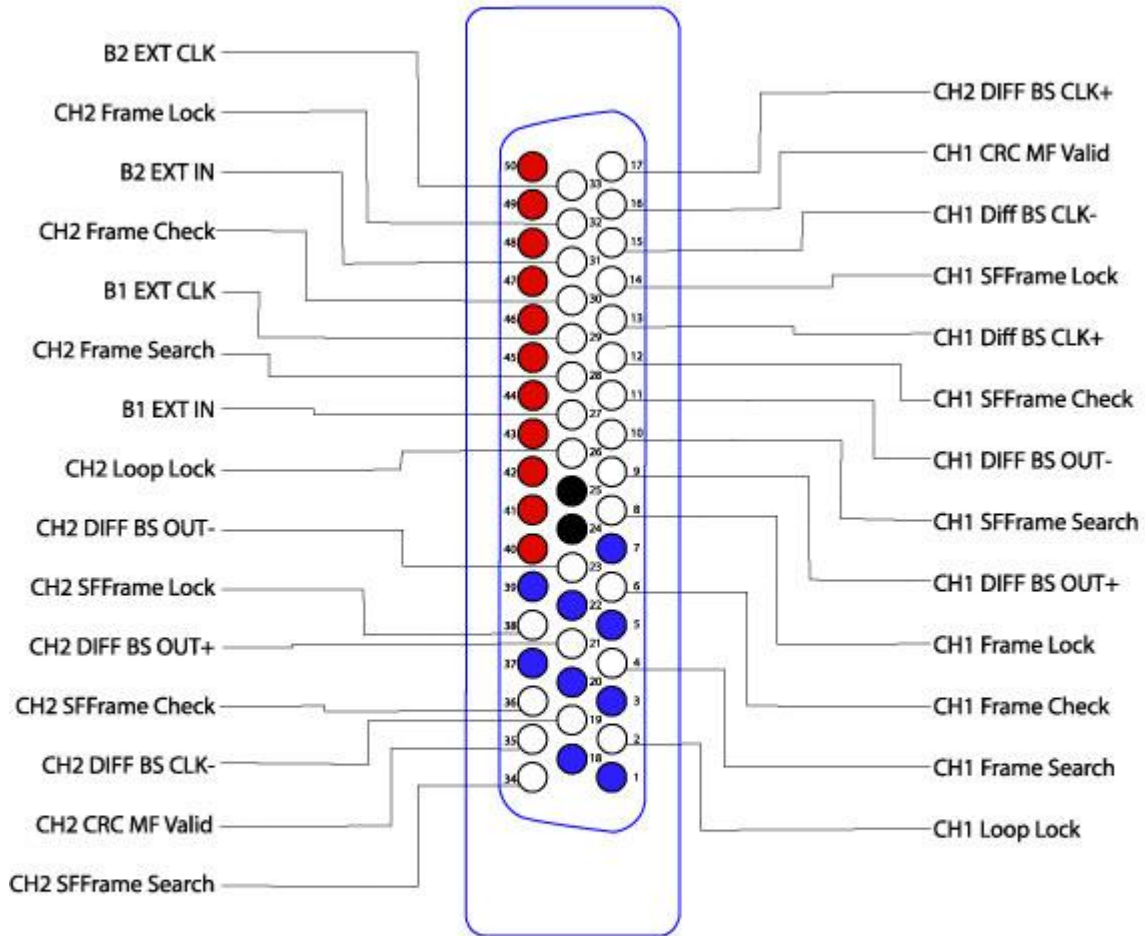 B2 EXT CLK
CH2 Frame Lock
B2 EXT IN
CH2 Frame Check
B1 EXT CLK
CH2 Frame Search
B1 EXT IN
CH2 Loop Lock
CH2 DIFF BS OUT-
CH2 SFFrame Lock
CH2 DIFF BS OUT+
CH2 SFFrame Check
CH2 DIFF BS CLK-
CH2 CRC MF Valid
CH2 SFFrame Search
50
49
48
47
46
45
44
43
42
41
40
39
38
37
36
35
34
33
32
31
30
29
28
27
26
25
24
23
22
21
20
19
18
17
16
15
14
13
12
11
10
9
8
7
6
5
4
3
2
1
CH2 DIFF BS CLK+
CH1 CRC MF Valid
CH1 Diff BS CLK-
CH1 SFFrame Lock
CH1 Diff BS CLK+
CH1 SFFrame Check
CH1 DIFF BS OUT-
CH1 SFFrame Search
CH1 DIFF BS OUT+
CH1 Frame Lock
CH1 Frame Check
CH1 Frame Search
CH1 Loop Lock